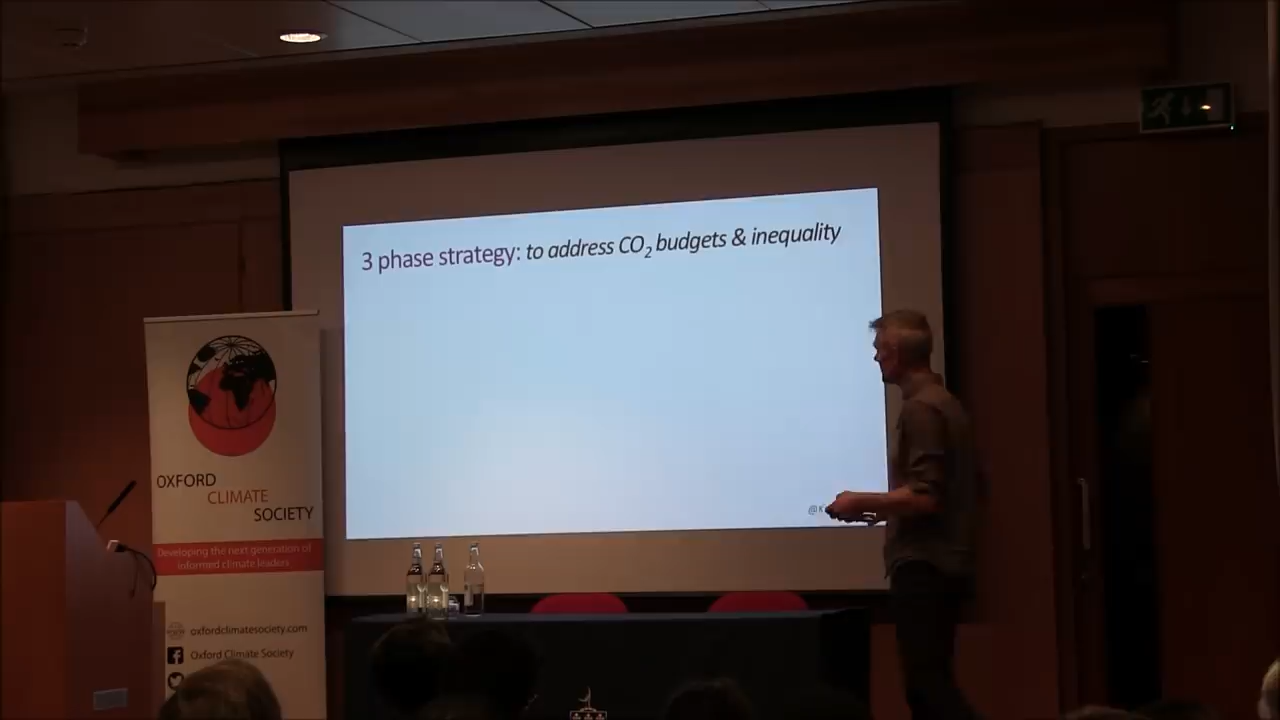 3 phase strategy: to address CO₂ budgets & inequality
OXFORD
CLIMATE
SOCIETY
Developing the next generation of
informed climate leaders
oxfordclimatesociety.com
Oxford Climate Society